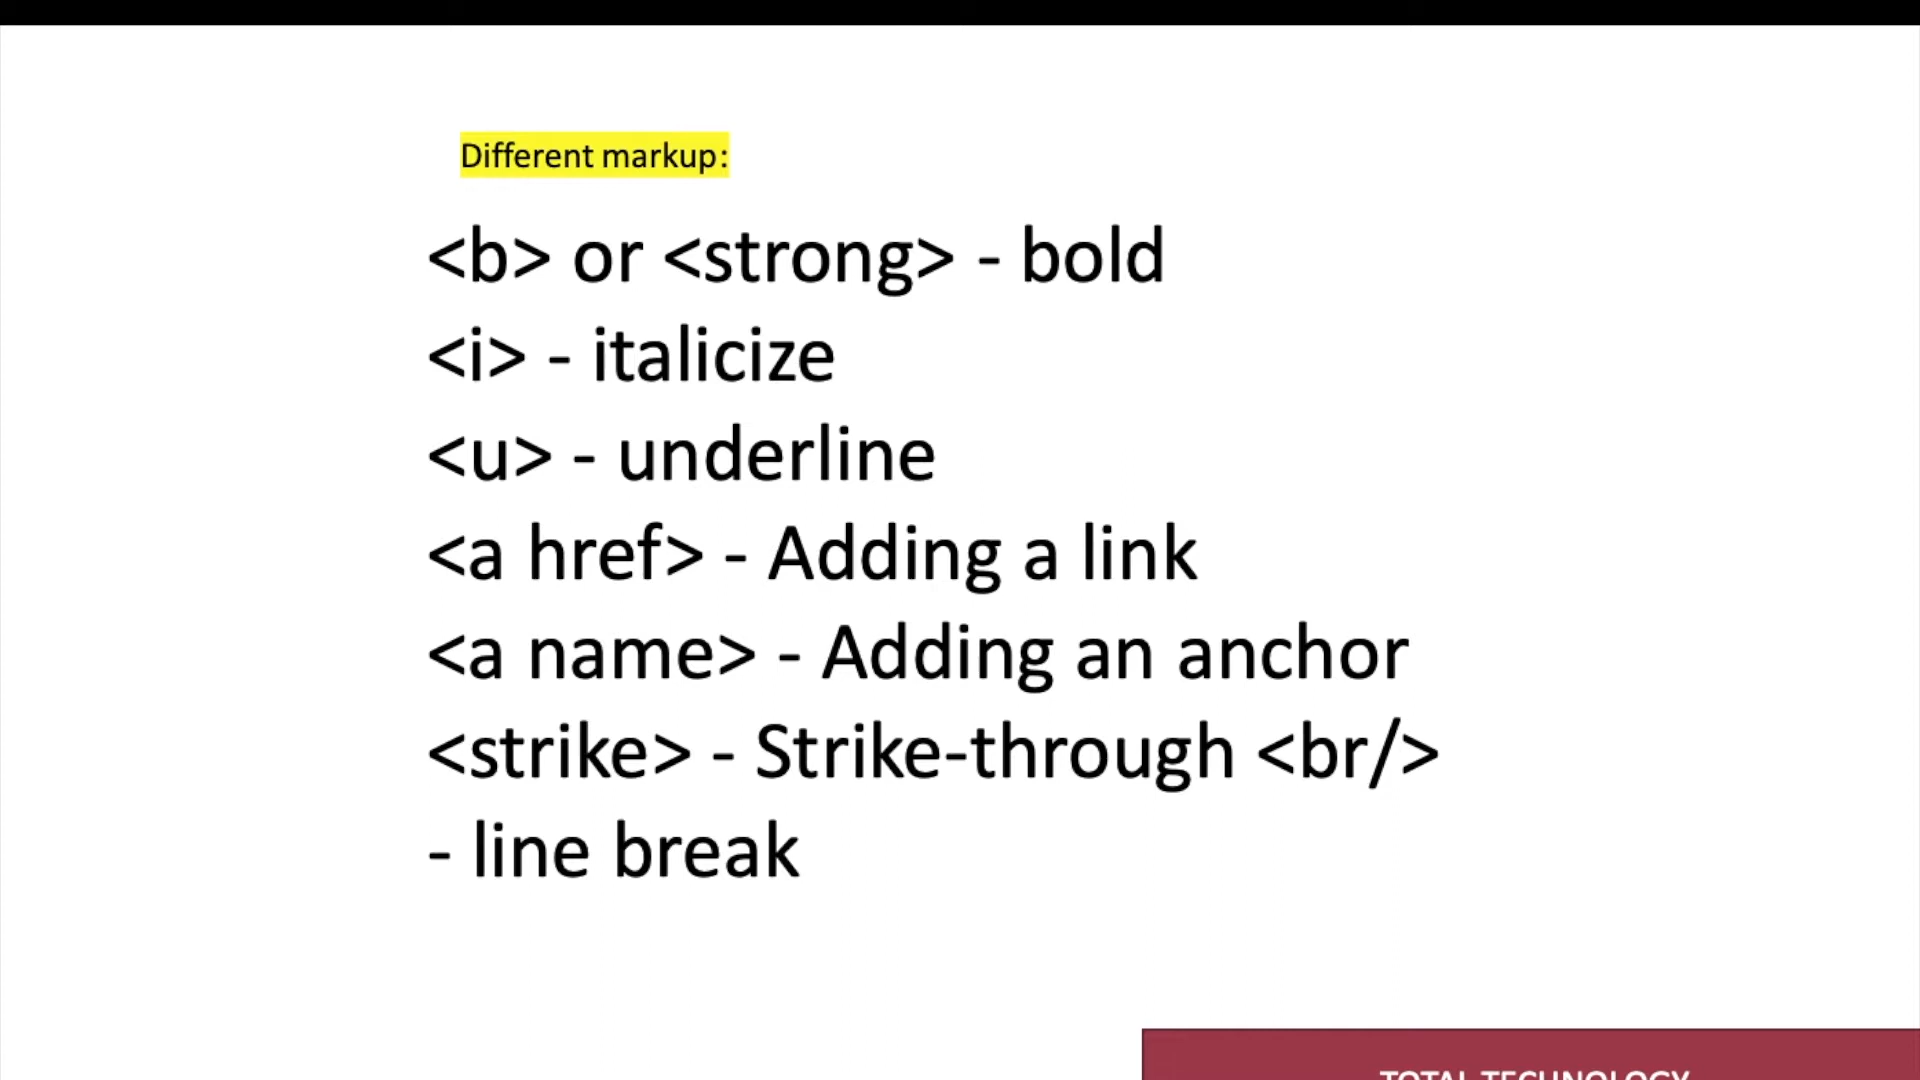 Different markup:
<b> or <strong> - bold
<i> - italicize
<u> - underline
<a href> - Adding a link
<a name> - Adding an anchor
<strike> - Strike-through <br/>
- line break
TOTAL TECHNOLOGY